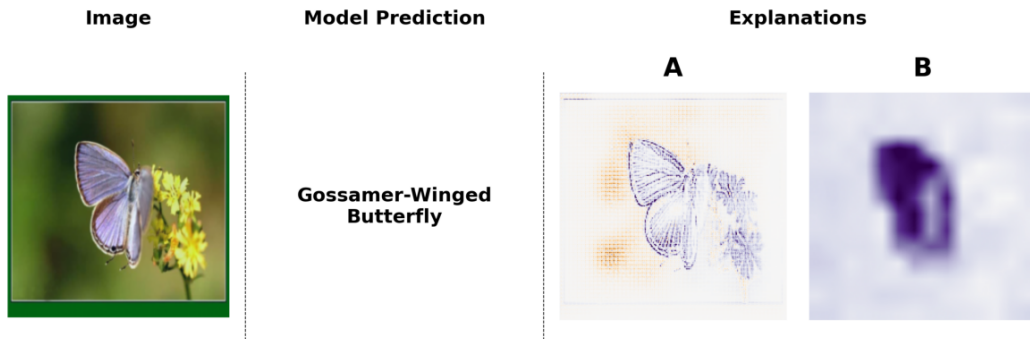 Image
Model Prediction
Explanations
A
B
Gossamer-Winged
Butterfly